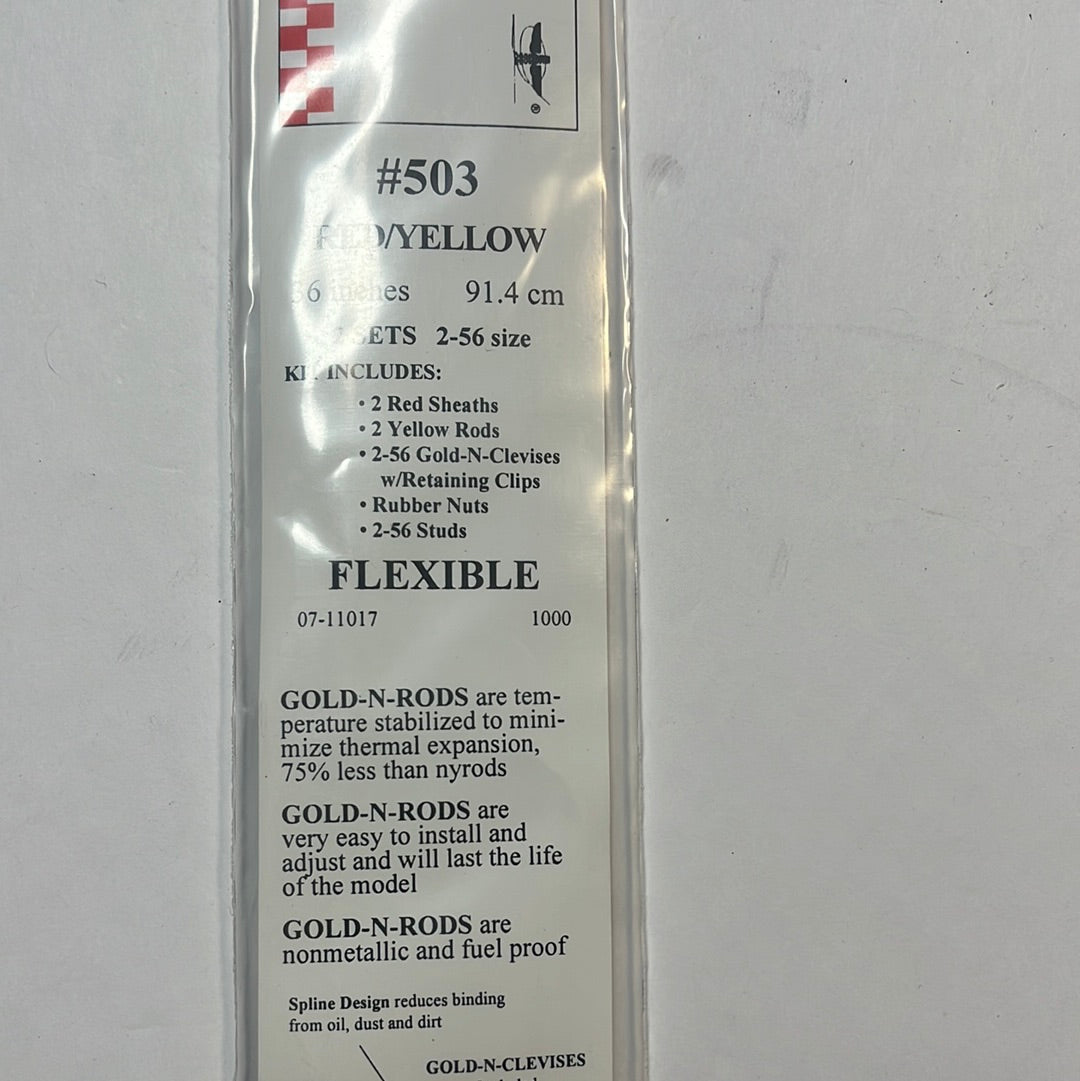 ®
#503
RED/YELLOW
36 inches 91.4 cm
SETS 2-56 size
KIT INCLUDES:
• 2 Red Sheaths
• 2 Yellow Rods
• 2-56 Gold-N-Clevises
w/Retaining Clips
• Rubber Nuts
• 2-56 Studs
FLEXIBLE
07-11017 1000
GOLD-N-RODS are tem-
perature stabilized to mini-
mize thermal expansion,
75% less than nyrods
GOLD-N-RODS are
very easy to install and
adjust and will last the life
of the model
GOLD-N-RODS are
nonmetallic and fuel proof
Spline Design reduces binding
from oil, dust and dirt
GOLD-N-CLEVISES